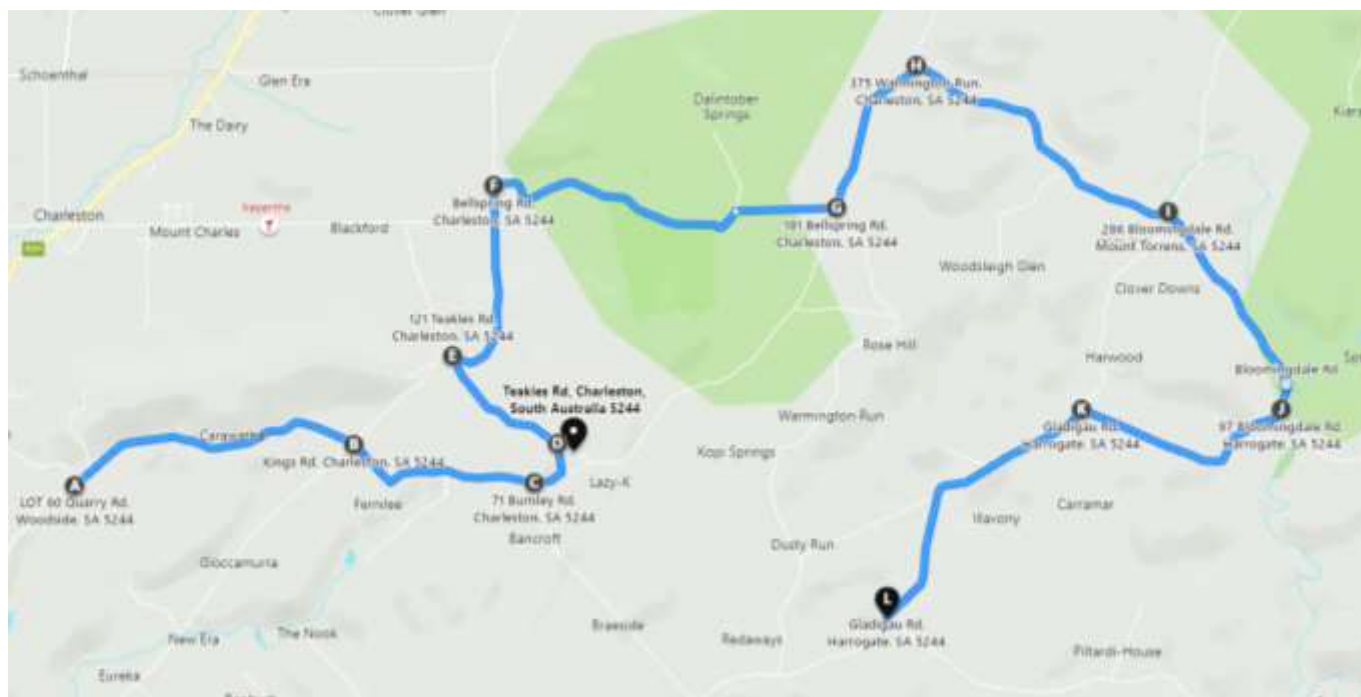 Clover Glen
Schoenthal
Glen Era
The Dairy
Charleston
Mount Charles
Blackford
Dalintober
Springs
375 Warmington Run,
Charleston, SA 5244
H
F
Bellspring Rd,
Charleston, SA 5244
G
181 Bellspring Rd,
Charleston, SA 5244
I
286 Bloomingdale Rd,
Mount Torrens, SA 5244
Woodsleigh Glen
Clover Downs
121 Teakles Rd,
Charleston, SA 5244
E
Rose Hill
Harwood
Bloomingdale Rd
Teakles Rd, Charleston,
South Australia 5244
D
Warmington-Run
K
Gladigau Rd,
Harrogate, SA 5244
J
97 Bloomingdale Rd,
Harrogate, SA 5244
Carawatha
B
Kings Rd, Charleston, SA 5244
Kopi Springs
A
LOT 60 Quarry Rd,
Woodside, SA 5244
Fernlee
C
71 Burnley Rd,
Charleston, SA 5244
Lazy-K
Illavony
Carramar
Bancroft
Dusty-Run
Gloccamurra
L
Gladigau Rd,
Harrogate, SA 5244
New Era
The Nook
Braeside
Redaways
Piltardi-House
Eureka